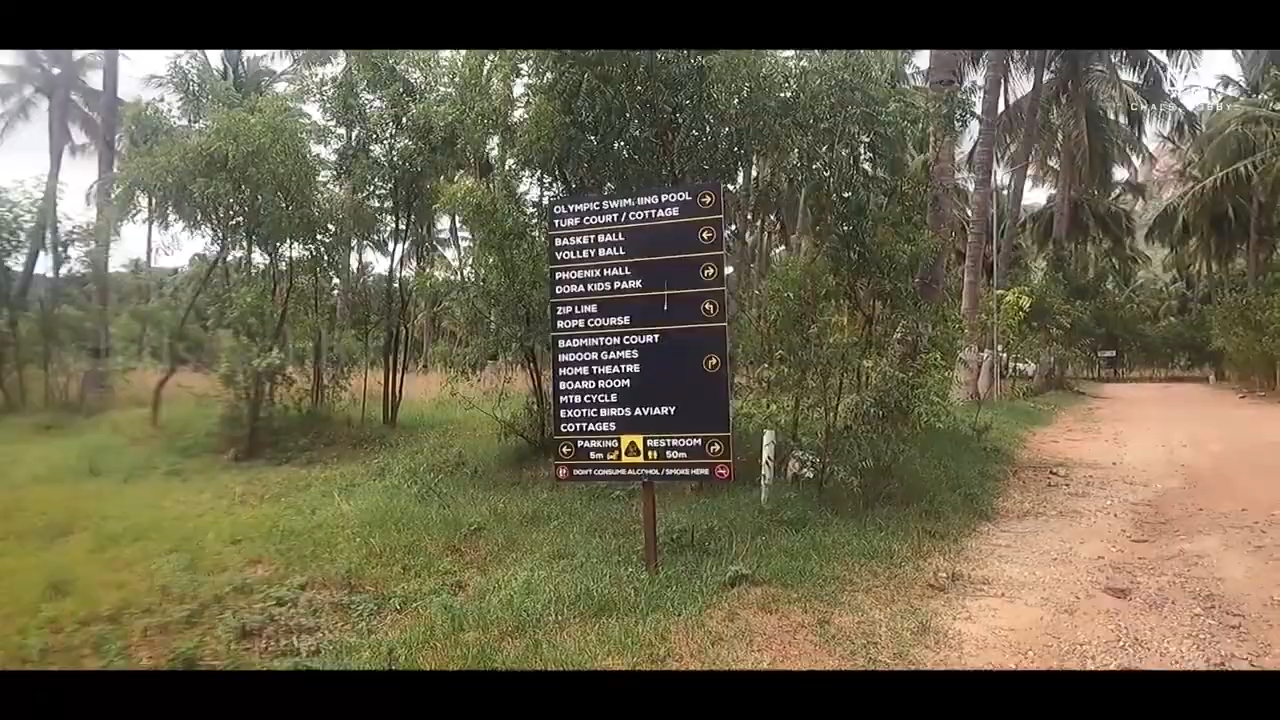 OLYMPIC SWIMMING POOL
TURF COURT / COTTAGE
BASKET BALL
VOLLEY BALL
PHOENIX HALL
DORA KIDS PARK
ZIP LINE
ROPE COURSE
BADMINTON COURT
INDOOR GAMES
HOME THEATRE
BOARD ROOM
MTB CYCLE
EXOTIC BIRDS AVIARY
COTTAGES
PARKING
5m
RESTROOM
50m
DON'T CONSUME ALCOHOL / SMOKE HERE